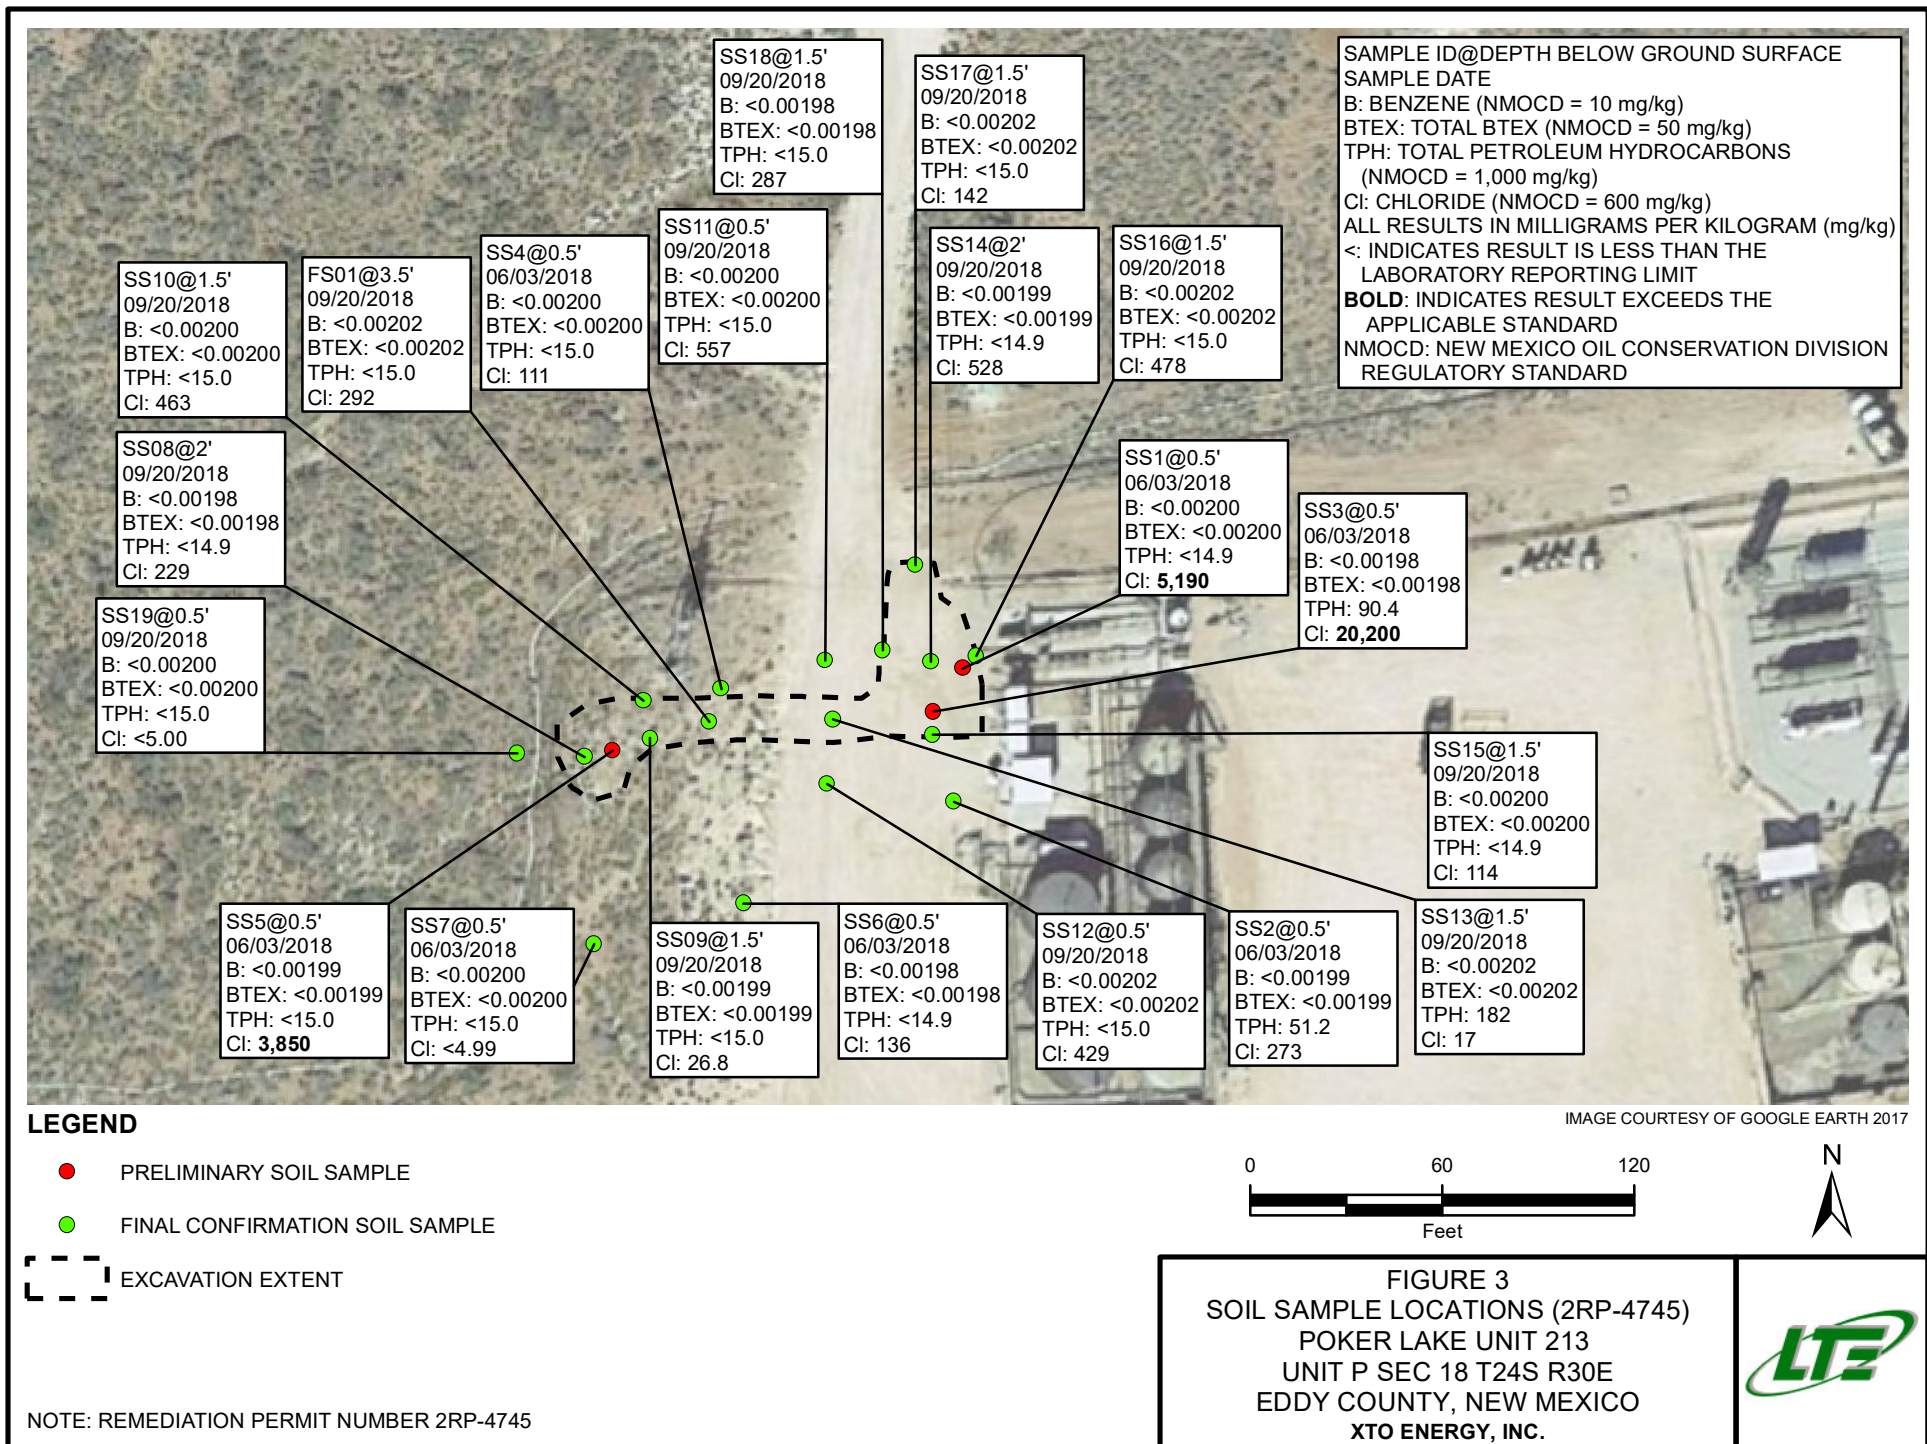 SS18@1.5'
09/20/2018
B: <0.00198
BTEX: <0.00198
TPH: <15.0
Cl: 287
SS17@1.5'
09/20/2018
B: <0.00202
BTEX: <0.00202
TPH: <15.0
Cl: 142
SAMPLE ID@DEPTH BELOW GROUND SURFACE
SAMPLE DATE
B: BENZENE (NMOCD = 10 mg/kg)
BTEX: TOTAL BTEX (NMOCD = 50 mg/kg)
TPH: TOTAL PETROLEUM HYDROCARBONS
(NMOCD = 1,000 mg/kg)
Cl: CHLORIDE (NMOCD = 600 mg/kg)
ALL RESULTS IN MILLIGRAMS PER KILOGRAM (mg/kg)
<: INDICATES RESULT IS LESS THAN THE
LABORATORY REPORTING LIMIT
BOLD: INDICATES RESULT EXCEEDS THE
APPLICABLE STANDARD
NMOCD: NEW MEXICO OIL CONSERVATION DIVISION
REGULATORY STANDARD
SS10@1.5'
09/20/2018
B: <0.00200
BTEX: <0.00200
TPH: <15.0
Cl: 463
FS01@3.5'
09/20/2018
B: <0.00202
BTEX: <0.00202
TPH: <15.0
Cl: 292
SS4@0.5'
06/03/2018
B: <0.00200
BTEX: <0.00200
TPH: <15.0
Cl: 111
SS11@0.5'
09/20/2018
B: <0.00200
BTEX: <0.00200
TPH: <15.0
Cl: 557
SS14@2'
09/20/2018
B: <0.00199
BTEX: <0.00199
TPH: <14.9
Cl: 528
SS16@1.5'
09/20/2018
B: <0.00202
BTEX: <0.00202
TPH: <15.0
Cl: 478
SS08@2'
09/20/2018
B: <0.00198
BTEX: <0.00198
TPH: <14.9
Cl: 229
SS1@0.5'
06/03/2018
B: <0.00200
BTEX: <0.00200
TPH: <14.9
Cl: 5,190
SS3@0.5'
06/03/2018
B: <0.00198
BTEX: <0.00198
TPH: 90.4
Cl: 20,200
SS19@0.5'
09/20/2018
B: <0.00200
BTEX: <0.00200
TPH: <15.0
Cl: <5.00
SS15@1.5'
09/20/2018
B: <0.00200
BTEX: <0.00200
TPH: <14.9
Cl: 114
SS5@0.5'
06/03/2018
B: <0.00199
BTEX: <0.00199
TPH: <15.0
Cl: 3,850
SS7@0.5'
06/03/2018
B: <0.00200
BTEX: <0.00200
TPH: <15.0
Cl: <4.99
SS09@1.5'
09/20/2018
B: <0.00199
BTEX: <0.00199
TPH: <15.0
Cl: 26.8
SS6@0.5'
06/03/2018
B: <0.00198
BTEX: <0.00198
TPH: <14.9
Cl: 136
SS12@0.5'
09/20/2018
B: <0.00202
BTEX: <0.00202
TPH: <15.0
Cl: 429
SS2@0.5'
06/03/2018
B: <0.00199
BTEX: <0.00199
TPH: 51.2
Cl: 273
SS13@1.5'
09/20/2018
B: <0.00202
BTEX: <0.00202
TPH: 182
Cl: 17
LEGEND
PRELIMINARY SOIL SAMPLE
FINAL CONFIRMATION SOIL SAMPLE
EXCAVATION EXTENT
NOTE: REMEDIATION PERMIT NUMBER 2RP-4745
IMAGE COURTESY OF GOOGLE EARTH 2017
0 60 120
Feet
N
FIGURE 3
SOIL SAMPLE LOCATIONS (2RP-4745)
POKER LAKE UNIT 213
UNIT P SEC 18 T24S R30E
EDDY COUNTY, NEW MEXICO
XTO ENERGY, INC.
LTE